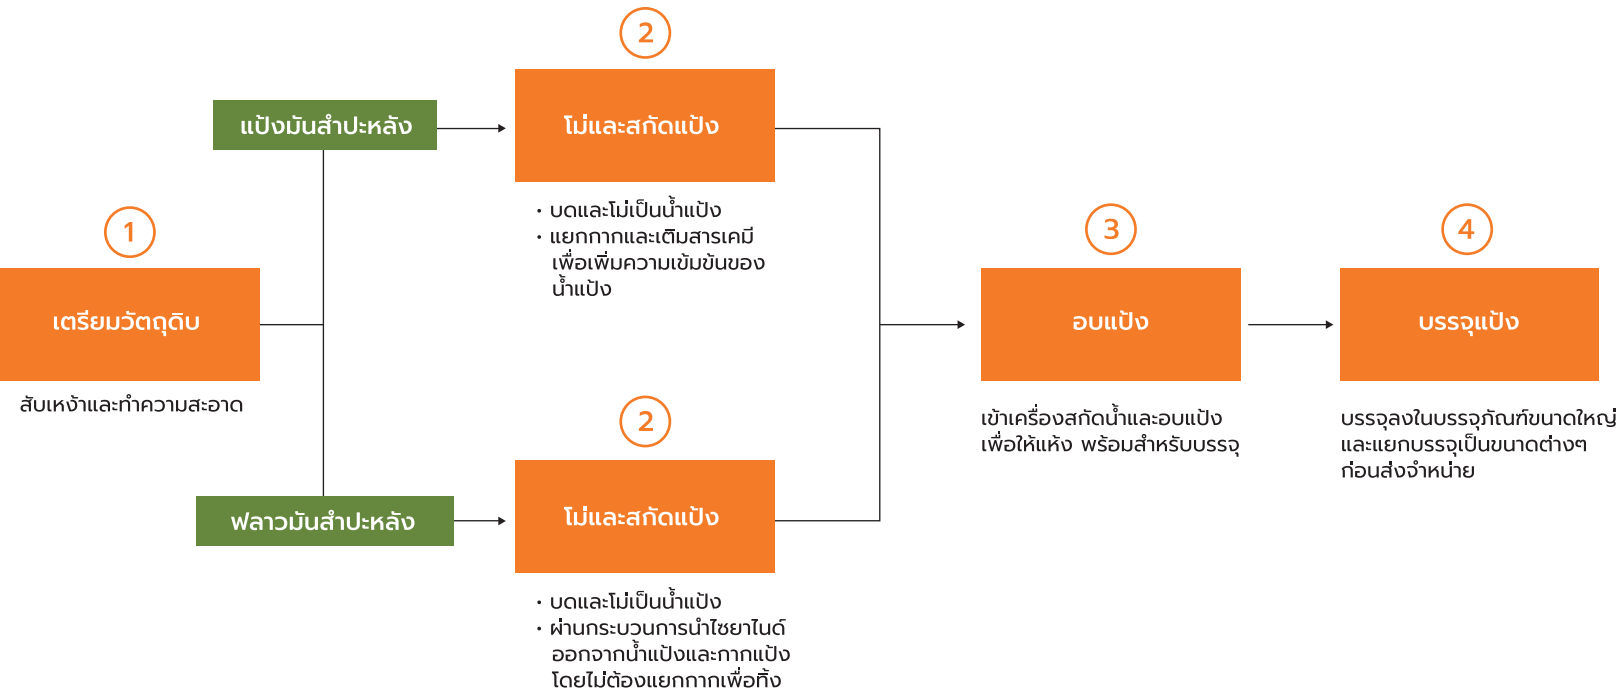 1
เตรียมวัตถุดิบ
สับเหง้าและทำความสะอาด
แป้งมันสำปะหลัง
2
โม่และสกัดแป้ง
• บดและโม่เป็นน้ำแป้ง
• แยกกากและเติมสารเคมี
เพื่อเพิ่มความเข้มข้นของ
น้ำแป้ง
ฟลาวมันสำปะหลัง
2
โม่และสกัดแป้ง
• บดและโม่เป็นน้ำแป้ง
• ผ่านกระบวนการนำไซยาไนด์
ออกจากน้ำแป้งและกากแป้ง
โดยไม่ต้องแยกกากเพื่อทิ้ง
3
อบแป้ง
เข้าเครื่องสกัดน้ำและอบแป้ง
เพื่อให้แห้ง พร้อมสำหรับบรรจุ
4
บรรจุแป้ง
บรรจุลงในบรรจุภัณฑ์ขนาดใหญ่
และแยกบรรจุเป็นขนาดต่างๆ
ก่อนส่งจำหน่าย